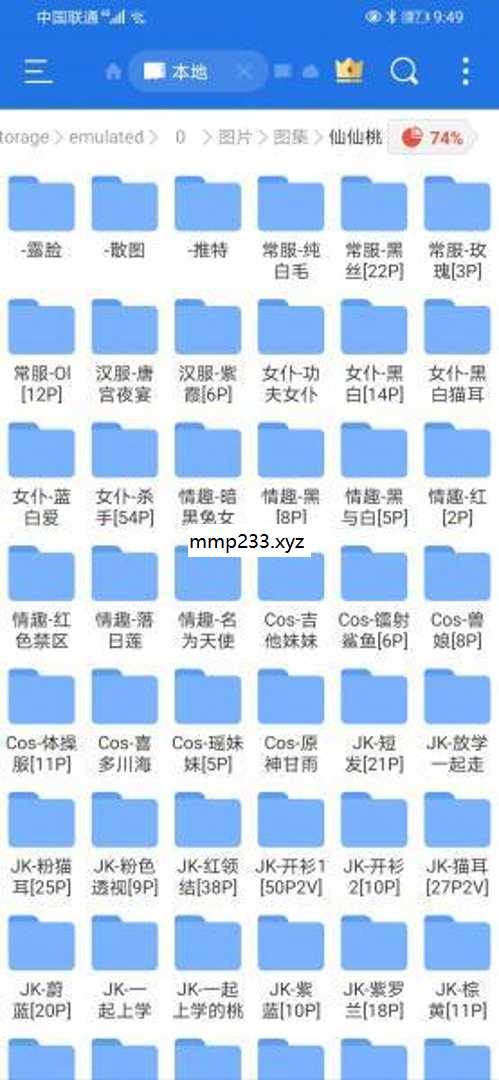 中国联通 9:49
本地
torage emulated 0 图片 图集 仙仙桃 74%
-露脸 -散图 -推特 常服-纯 常服-黑 常服-玫
白毛 丝[22P] 瑰[3P]
常服-Ol 汉服-唐 汉服-紫 女仆-功 女仆-黑 女仆-黑
[12P] 宫夜宴 霞[6P] 夫女仆 白[14P] 白猫耳
女仆-蓝 女仆-杀 情趣-暗 情趣-黑 情趣-黑 情趣-红
白爱 手[54P] 黑兔女 [8P] 与白[5P] [2P]
mmp233.xyz
情趣-红 情趣-落 情趣-名 Cos-吉 Cos-镭射 Cos-兽
色禁区 日莲 为天使 他妹妹 鲨鱼[6P] 娘[8P]
Cos-体操 Cos-喜 Cos-瑶妹 Cos-原 JK-短 JK-放学
服[11P] 多川海 妹[5P] 神甘雨 发[21P] 一起走
JK-粉猫 JK-粉色 JK-红领 JK-开衫1 JK-开衫 JK-猫耳
耳[25P] 透视[9P] 结[38P] [50P2V] 2[10P] [27P2V]
JK-蔚 JK-一 JK-一起 JK-紫 JK-紫罗 JK-棕
蓝[20P] 起上学 上学的桃 蓝[10P] 兰[18P] 黄[11P]